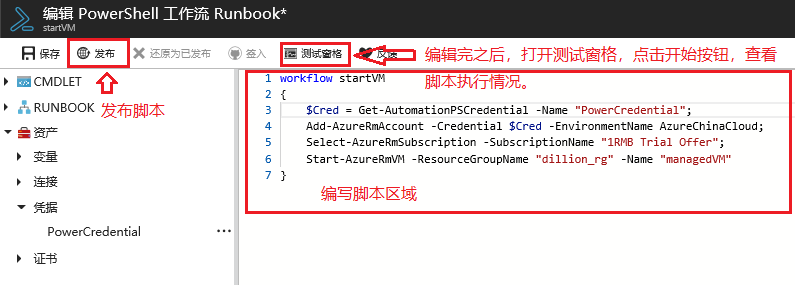 编辑 PowerShell 工作流 Runbook*
startVM
保存
发布
还原为已发布
签入
测试窗格
反馈
编辑完之后，打开测试窗格，点击开始按钮，查看
脚本执行情况。
CMDLET
RUNBOOK
发布脚本
资产
变量
连接
凭据
PowerCredential
...
证书
1 workflow startVM
2 {
3 $Cred = Get-AutomationPSCredential -Name "PowerCredential";
4 Add-AzureRmAccount -Credential $Cred -EnvironmentName AzureChinaCloud;
5 Select-AzureRmSubscription -SubscriptionName "1RMB Trial Offer";
6 Start-AzureRmVM -ResourceGroupName "dillion_rg" -Name "managedVM"
7 }
编写脚本区域